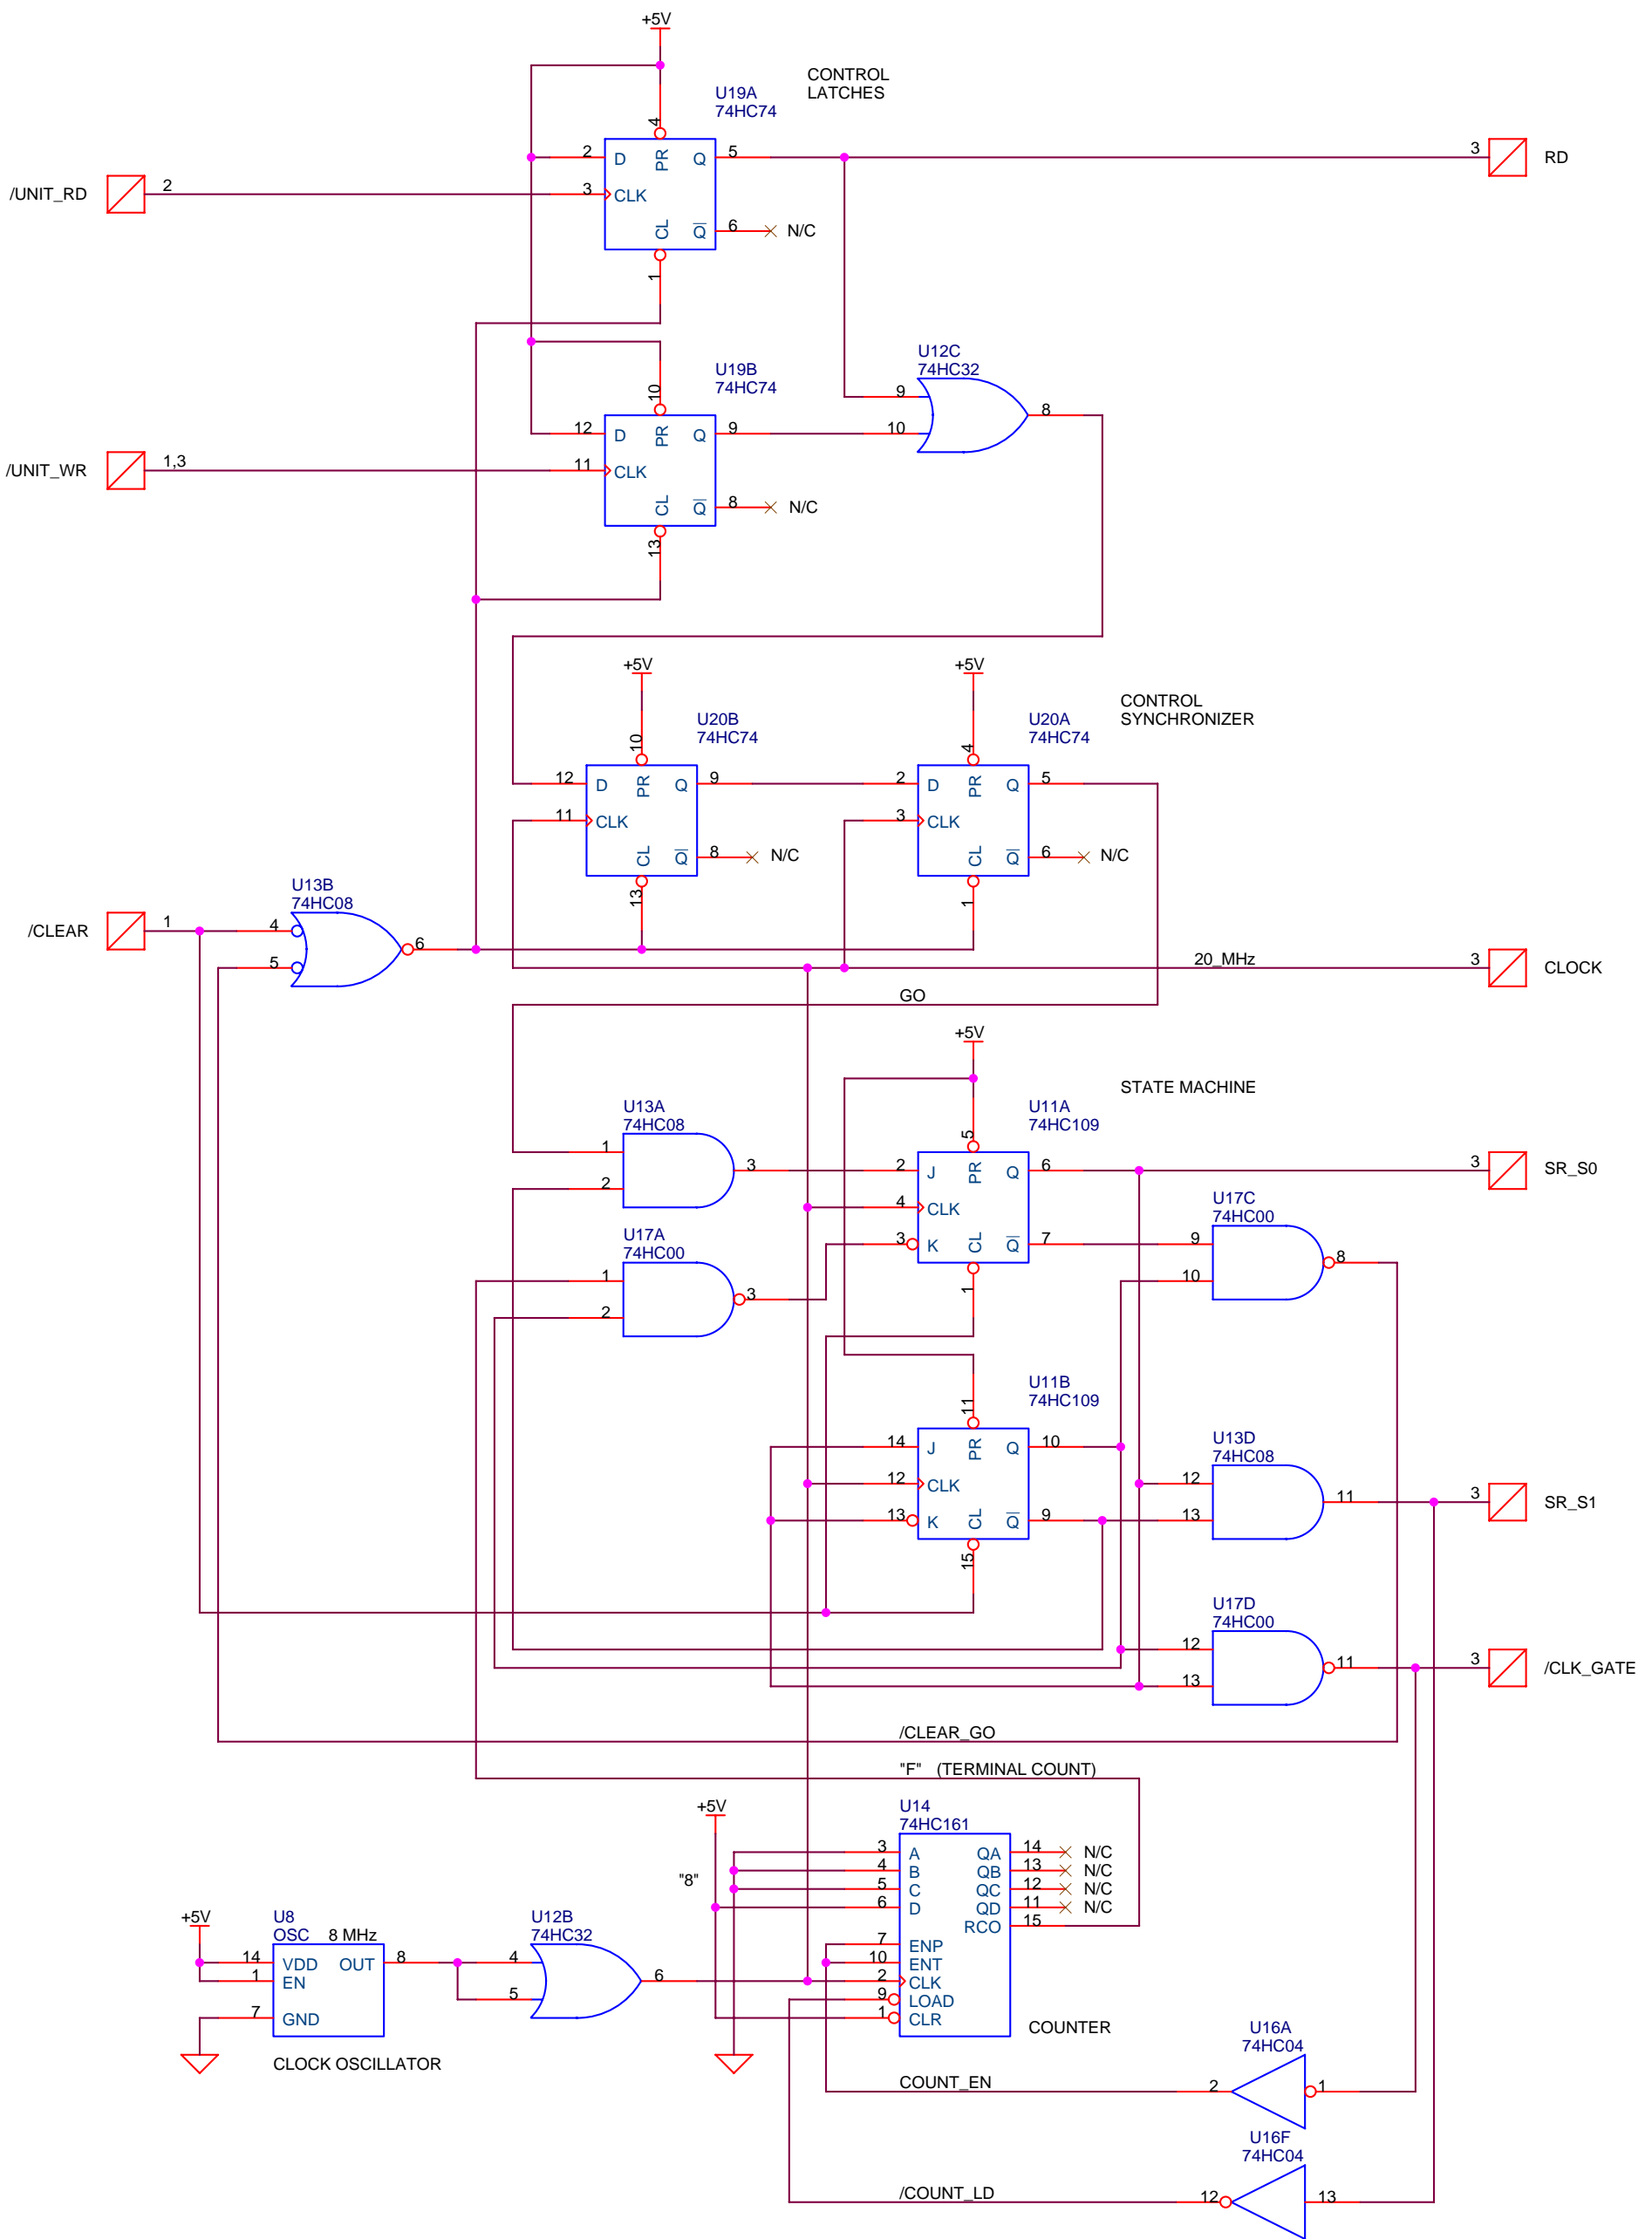 +5V
CONTROL
LATCHES
U19A
74HC74
4
2 D PR Q 5
3 RD
/UNIT_RD 2
3 CLK
CL Q 6 N/C
1
U19B
74HC74
10
U12C
74HC32
9
8
12 D PR Q 9
10
/UNIT_WR 1,3
11 CLK
CL Q 8 N/C
13
+5V +5V
CONTROL
SYNCHRONIZER
U20B
74HC74
U20A
74HC74
10 4
12 D PR Q 9
2 D PR Q 5
11 CLK
3 CLK
CL Q 8 N/C
CL Q 6 N/C
13 1
U13B
74HC08
/CLEAR 1
4
6
5
20_MHz 3 CLOCK
GO
+5V
STATE MACHINE
U13A
74HC08
U11A
74HC109
5
1
3
2
2 J PR Q 6
3 SR_S0
4 CLK
U17C
74HC00
U17A
74HC00
3 K CL Q 7
9
8
10
1
3
2
1
U11B
74HC109
11
14 J PR Q 10
U13D
74HC08
12 CLK
12
11
13
3 SR_S1
13 K CL Q 9
15
U17D
74HC00
12
11
13
3 /CLK_GATE
/CLEAR_GO
"F" (TERMINAL COUNT)
+5V
U14
74HC161
3 A QA 14 N/C
4 B QB 13 N/C
"8"
5 C QC 12 N/C
6 D QD 11 N/C
RCO 15
+5V
U8
OSC 8 MHz
U12B
74HC32
7 ENP
14 VDD OUT 8
4
10 ENT
1 EN
6
2 CLK
5
9 LOAD
7 GND
1 CLR
COUNTER
CLOCK OSCILLATOR
U16A
74HC04
COUNT_EN 2 1
U16F
74HC04
/COUNT_LD 12 13